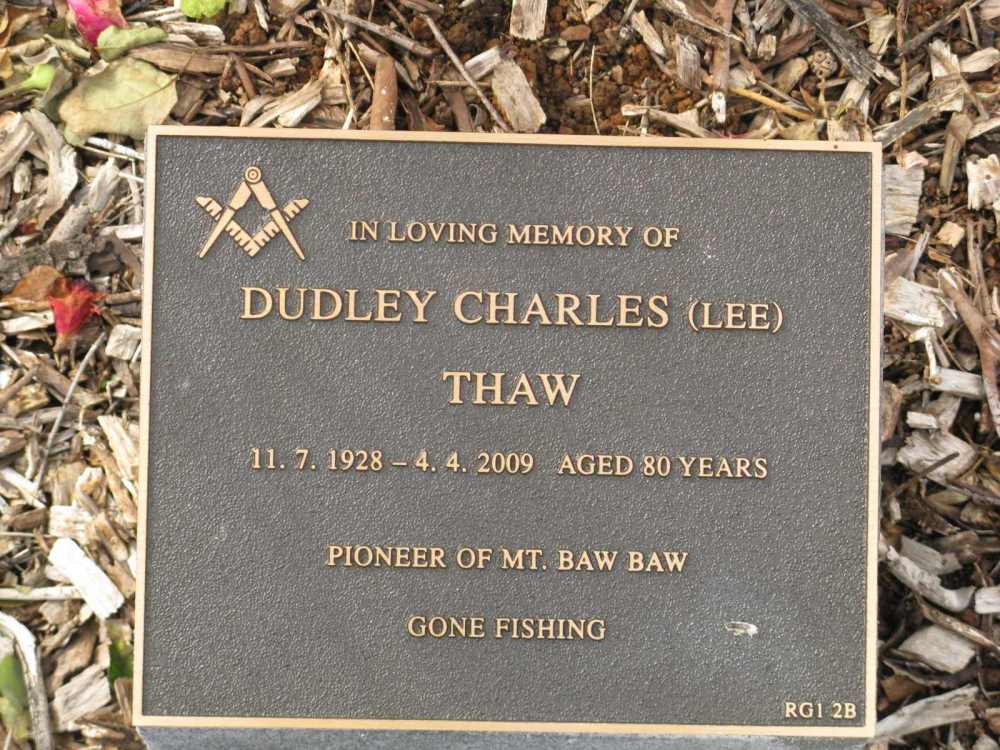 IN LOVING MEMORY OF
DUDLEY CHARLES (LEE)
THAW
11. 7. 1928 – 4. 4. 2009 AGED 80 YEARS
PIONEER OF MT. BAW BAW
GONE FISHING
RG1 2B